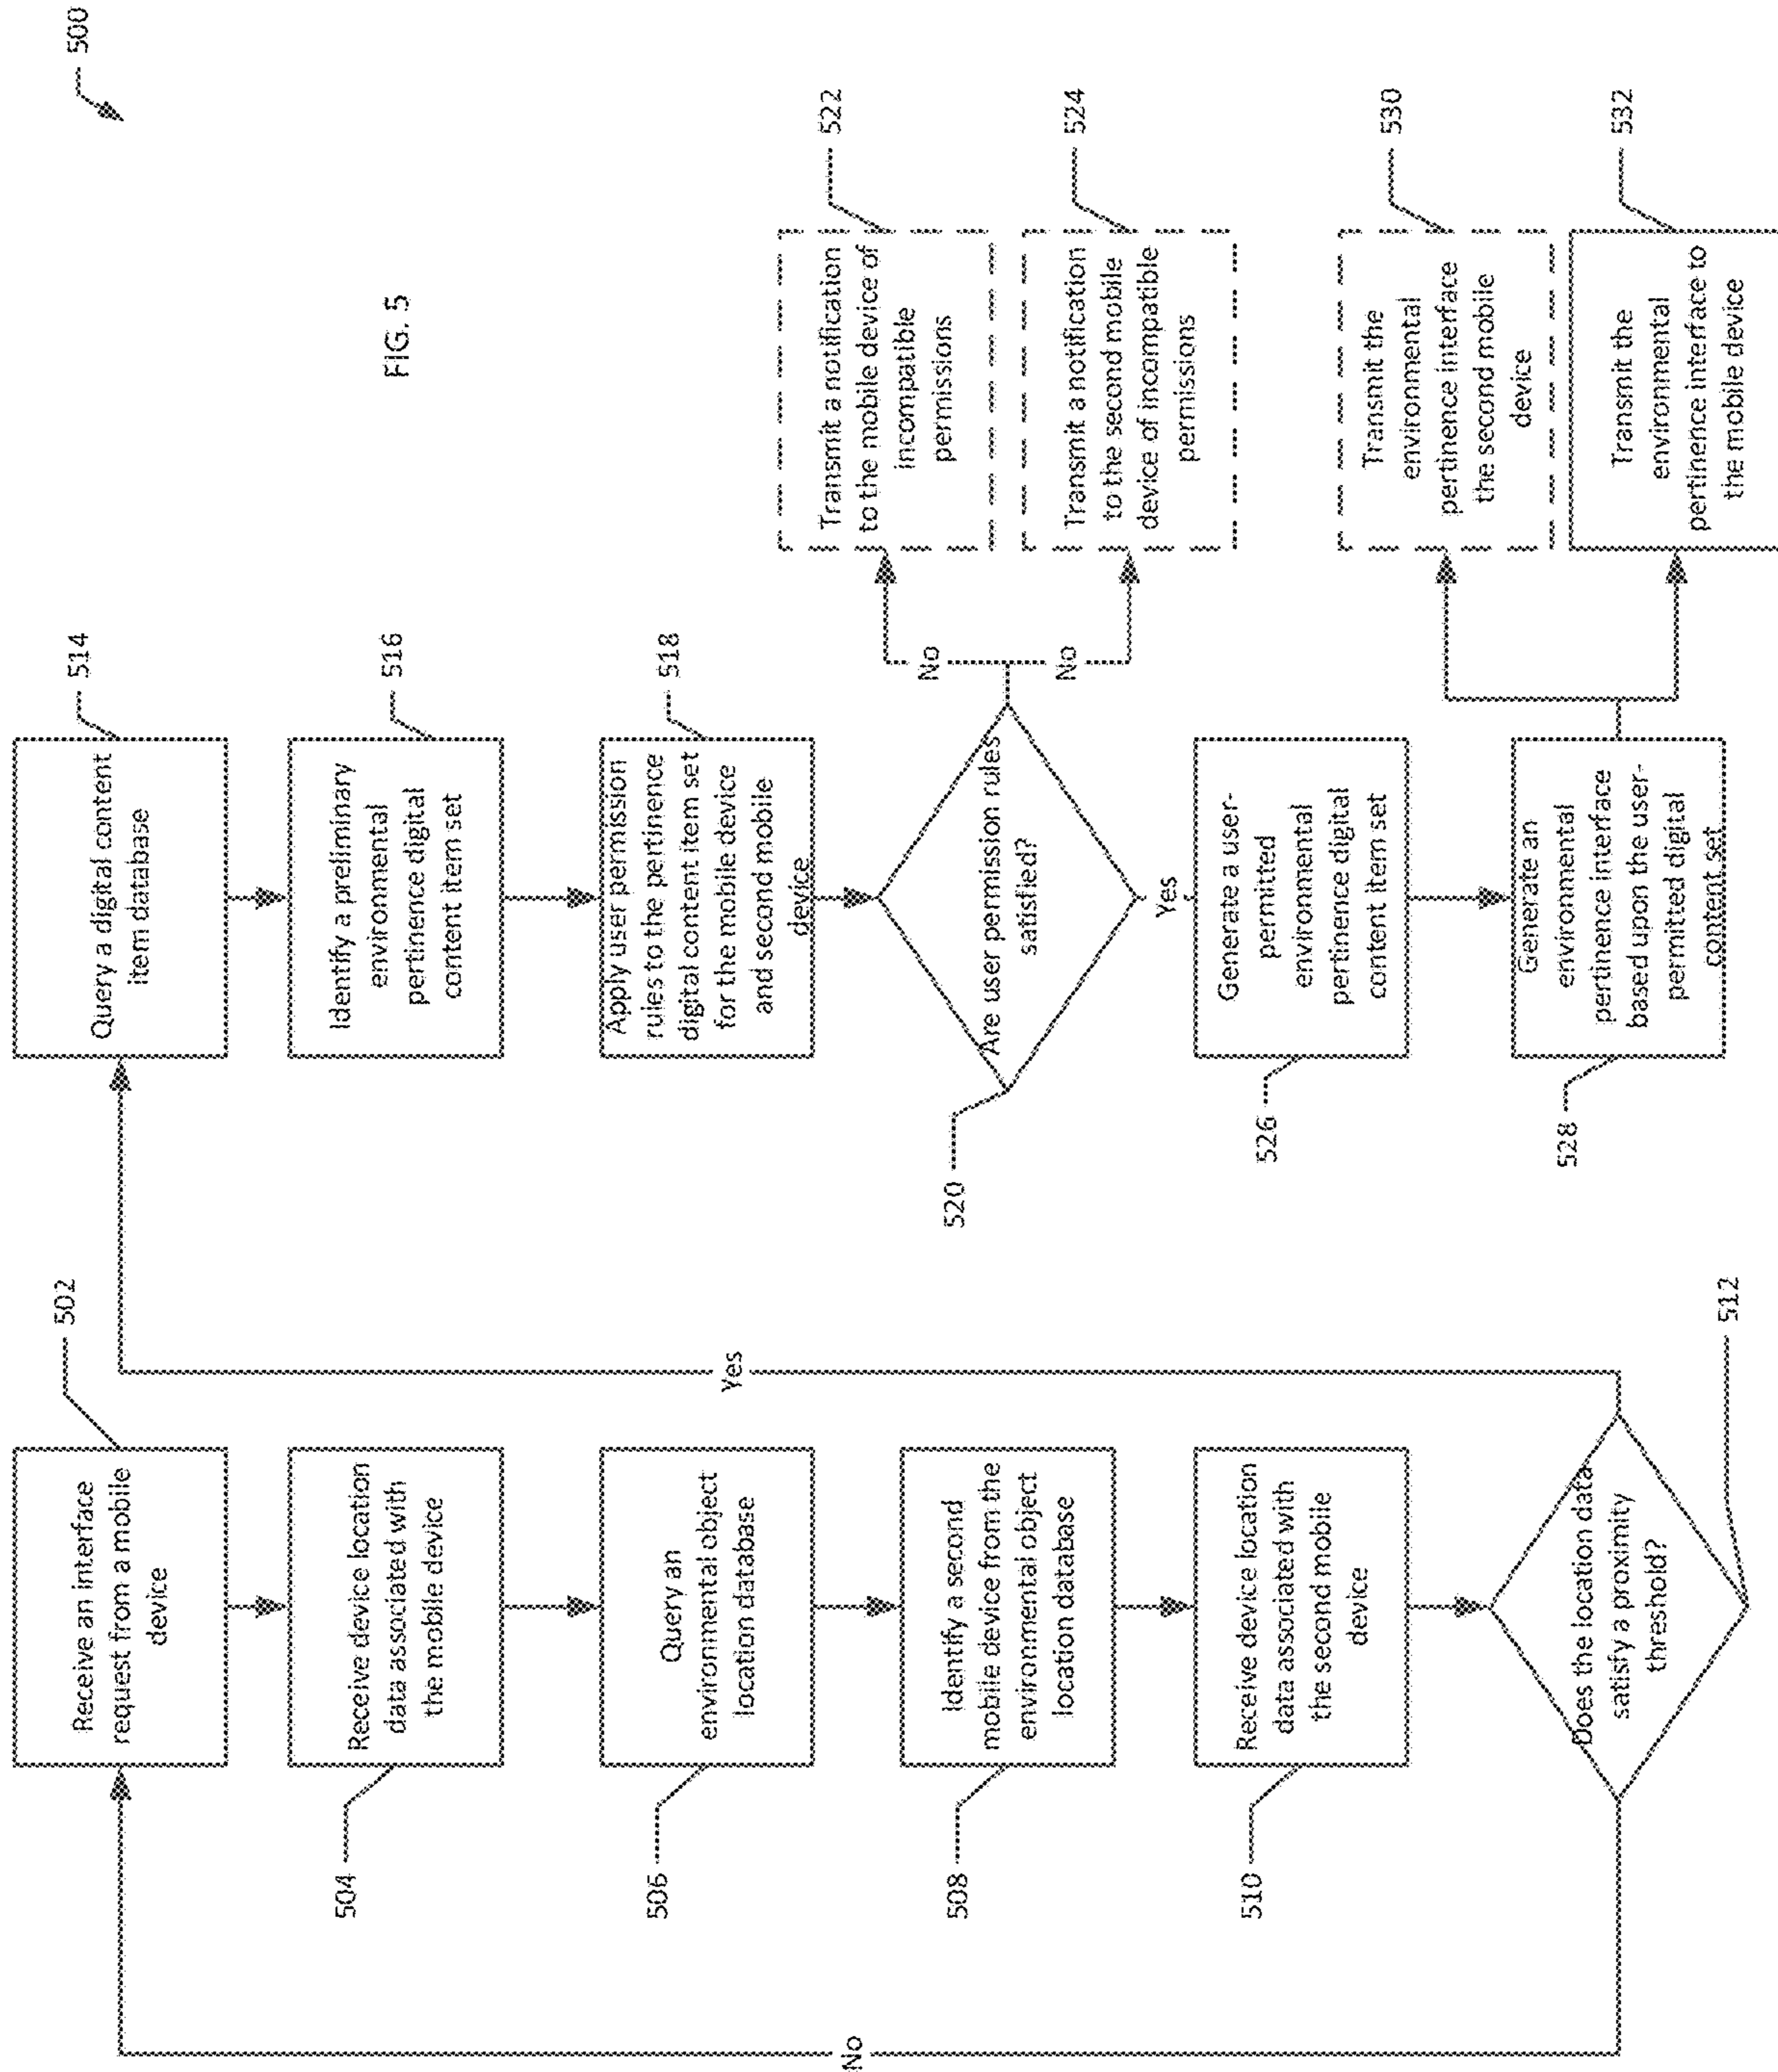 500
FIG. 5
502
Receive an interface
request from a mobile
device
504
Receive device location
data associated with
the mobile device
506
Query an
environmental object
location database
508
Identify a second
mobile device from the
environmental object
location database
510
Receive device location
data associated with
the second mobile
device
Does the location data
satisfy a proximity
threshold?
512
No
Yes
514
Query a digital content
item database
516
Identify a preliminary
environmental
pertinence digital
content item set
518
Apply user permission
rules to the pertinence
digital content item set
for the mobile device
and second mobile
device
520
Are user permission rules
satisfied?
No
No
Yes
522
Transmit a notification
to the mobile device of
incompatible
permissions
524
Transmit a notification
to the second mobile
device of incompatible
permissions
526
Generate a user-
permitted
environmental
pertinence digital
content item set
528
Generate an
environmental
pertinence interface
based upon the user-
permitted digital
content set
530
Transmit the
environmental
pertinence interface
the second mobile
device
532
Transmit the
environmental
pertinence interface to
the mobile device